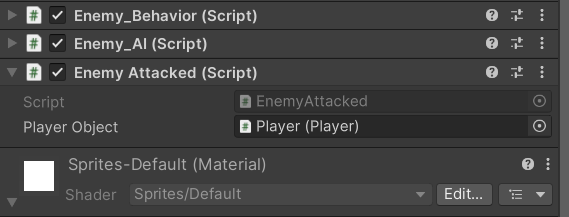 Enemy_Behavior (Script)
Enemy_AI (Script)
Enemy Attacked (Script)
Script EnemyAttacked
Player Object Player (Player)
Sprites-Default (Material)
Shader Sprites/Default Edit...